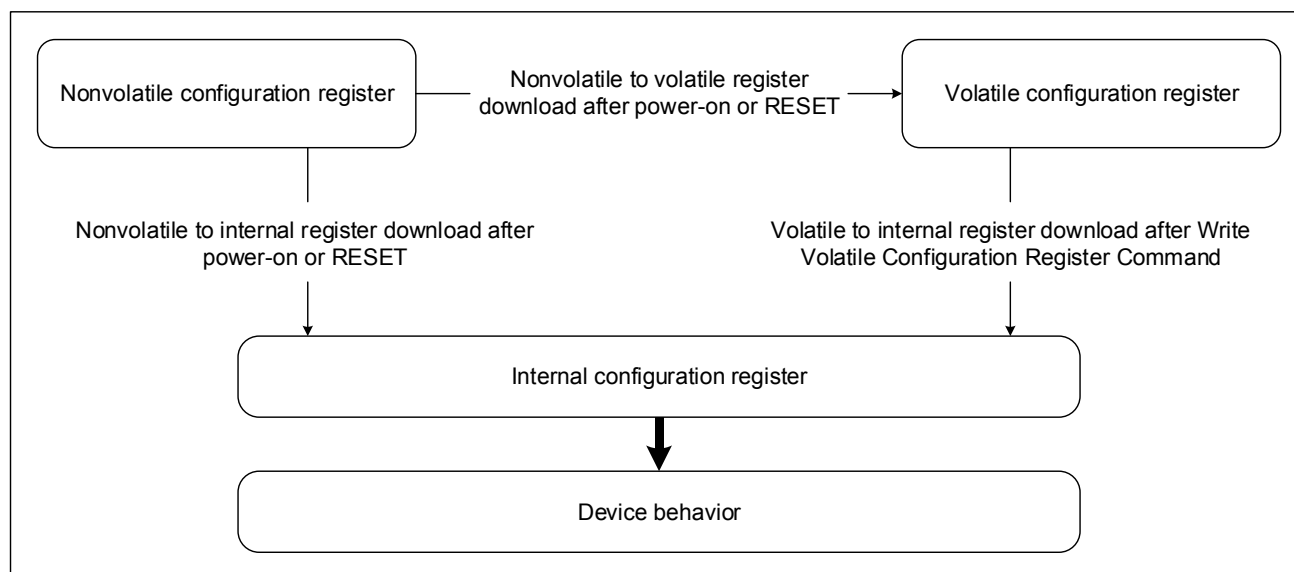 Nonvolatile configuration register
Nonvolatile to volatile register
download after power-on or RESET
Volatile configuration register
Nonvolatile to internal register download after
power-on or RESET
Volatile to internal register download after Write
Volatile Configuration Register Command
Internal configuration register
Device behavior